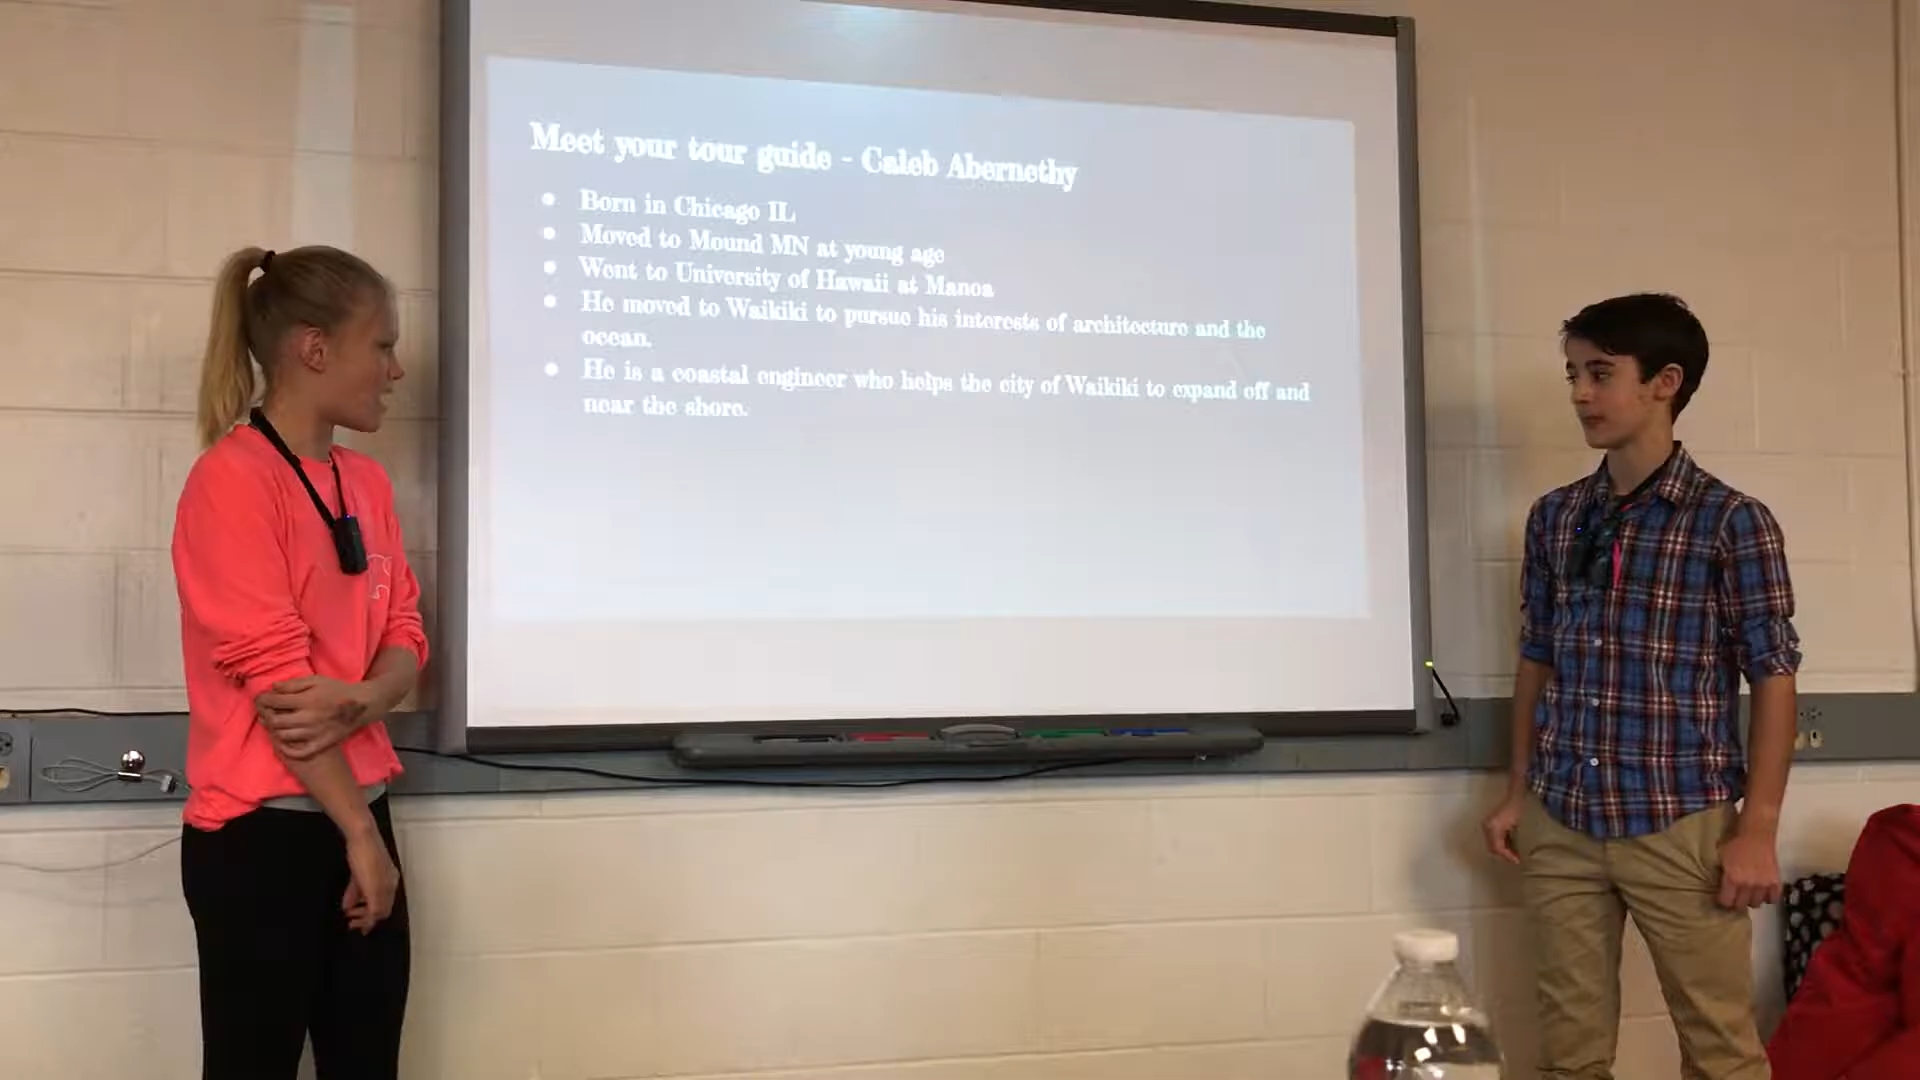 Meet your tour guide - Caleb Abernethy
● Born in Chicago IL
● Moved to Mound MN at young age
● Went to University of Hawaii at Manoa
● He moved to Waikiki to pursue his interests of architecture and the
ocean.
● He is a coastal engineer who helps the city of Waikiki to expand off and
near the shore.